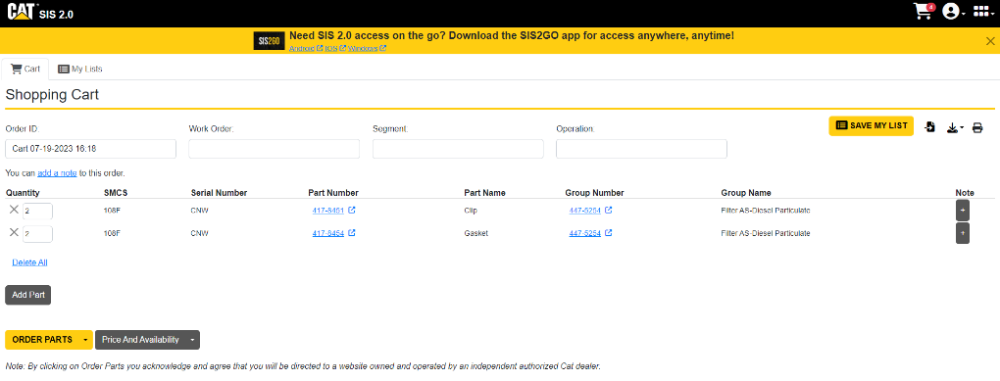 CAT SIS 2.0
4
SIS2GO Need SIS 2.0 access on the go? Download the SIS2GO app for access anywhere, anytime!
Android IOS Windows
Cart My Lists
Shopping Cart
Order ID: Work Order: Segment: Operation:
SAVE MY LIST
Cart 07-19-2023 16:18
You can add a note to this order.
Quantity SMCS Serial Number Part Number Part Name Group Number Group Name Note
2 108F CNW 417-8451 Clip 447-5254 Filter AS-Diesel Particulate +
2 108F CNW 417-8454 Gasket 447-5254 Filter AS-Diesel Particulate +
Delete All
Add Part
ORDER PARTS Price And Availability
Note: By clicking on Order Parts you acknowledge and agree that you will be directed to a website owned and operated by an independent authorized Cat dealer.